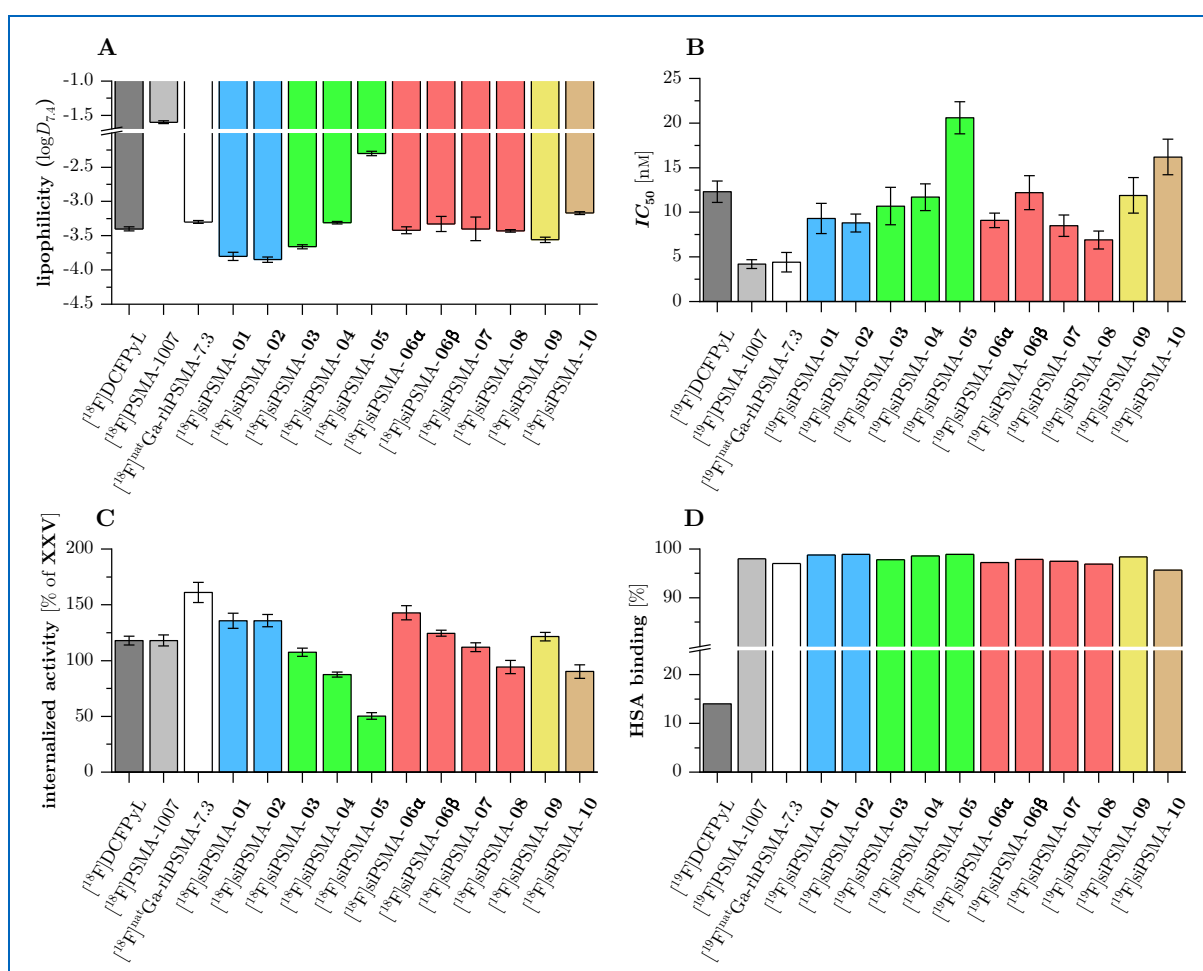 A
lipophilicity (logD7.4)
-1.0
-1.5
-2.5
-3.0
-3.5
-4.0
-4.5
[18F]DCFPyL
[18F]PSMA-1007
[18F]natGa-rhPSMA-7.3
[18F]siPSMA-01
[18F]siPSMA-02
[18F]siPSMA-03
[18F]siPSMA-04
[18F]siPSMA-05
[18F]siPSMA-06α
[18F]siPSMA-06β
[18F]siPSMA-07
[18F]siPSMA-08
[18F]siPSMA-09
[18F]siPSMA-10
B
IC50 [nM]
25
20
15
10
5
0
[19F]DCFPyL
[19F]PSMA-1007
[19F]natGa-rhPSMA-7.3
[19F]siPSMA-01
[19F]siPSMA-02
[19F]siPSMA-03
[19F]siPSMA-04
[19F]siPSMA-05
[19F]siPSMA-06α
[19F]siPSMA-06β
[19F]siPSMA-07
[19F]siPSMA-08
[19F]siPSMA-09
[19F]siPSMA-10
C
internalized activity [% of XXV]
200
150
100
50
0
[18F]DCFPyL
[18F]PSMA-1007
[18F]natGa-rhPSMA-7.3
[18F]siPSMA-01
[18F]siPSMA-02
[18F]siPSMA-03
[18F]siPSMA-04
[18F]siPSMA-05
[18F]siPSMA-06α
[18F]siPSMA-06β
[18F]siPSMA-07
[18F]siPSMA-08
[18F]siPSMA-09
[18F]siPSMA-10
D
HSA binding [%]
100
90
20
10
0
[19F]DCFPyL
[19F]PSMA-1007
[19F]natGa-rhPSMA-7.3
[19F]siPSMA-01
[19F]siPSMA-02
[19F]siPSMA-03
[19F]siPSMA-04
[19F]siPSMA-05
[19F]siPSMA-06α
[19F]siPSMA-06β
[19F]siPSMA-07
[19F]siPSMA-08
[19F]siPSMA-09
[19F]siPSMA-10